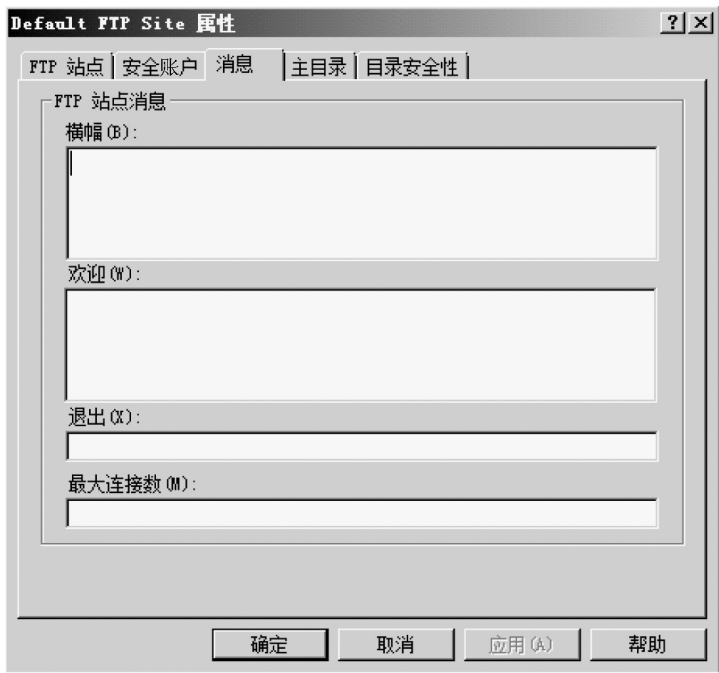 Default FTP Site 属性
FTP 站点 安全账户 消息 主目录 目录安全性
FTP 站点消息
横幅(B):
欢迎(W):
退出(X):
最大连接数(M):
确定 取消 应用(A) 帮助